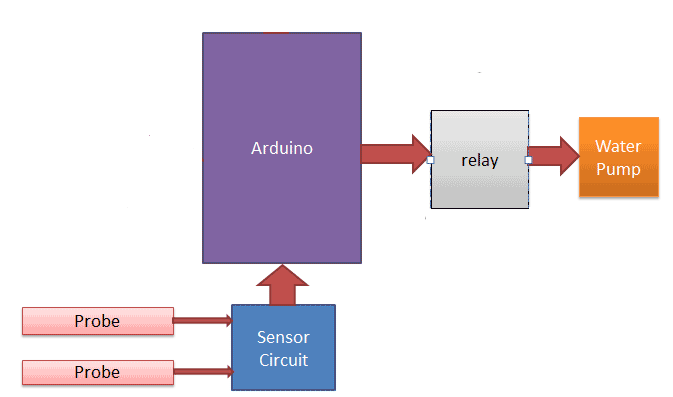 Arduino
relay
Water
Pump
Probe
Sensor
Circuit
Probe